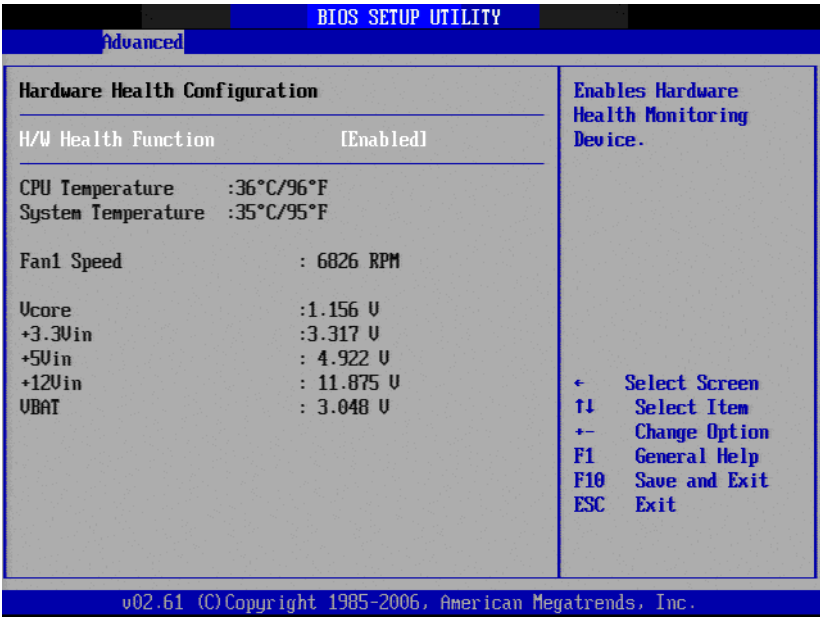 BIOS SETUP UTILITY
Advanced
Hardware Health Configuration
H/W Health Function [Enabled]
CPU Temperature :36°C/96°F
System Temperature :35°C/95°F
Fan1 Speed : 6826 RPM
Vcore :1.156 V
+3.3Vin :3.317 V
+5Vin : 4.922 V
+12Vin : 11.875 V
VBAT : 3.048 V
Enables Hardware
Health Monitoring
Device.
← Select Screen
↑↓ Select Item
+- Change Option
F1 General Help
F10 Save and Exit
ESC Exit
v02.61 (C)Copyright 1985-2006, American Megatrends, Inc.